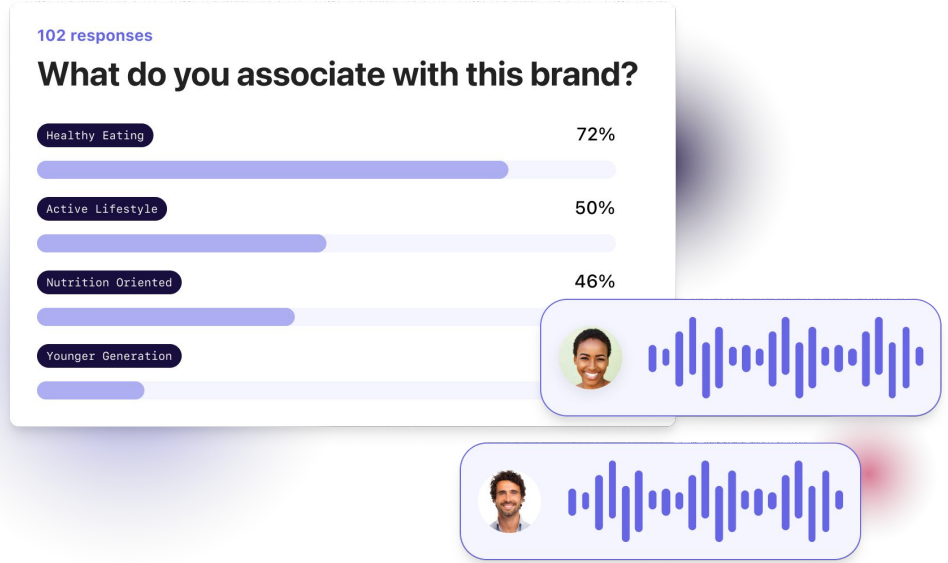 102 responses
What do you associate with this brand?
Healthy Eating 72%
Active Lifestyle 50%
Nutrition Oriented 46%
Younger Generation